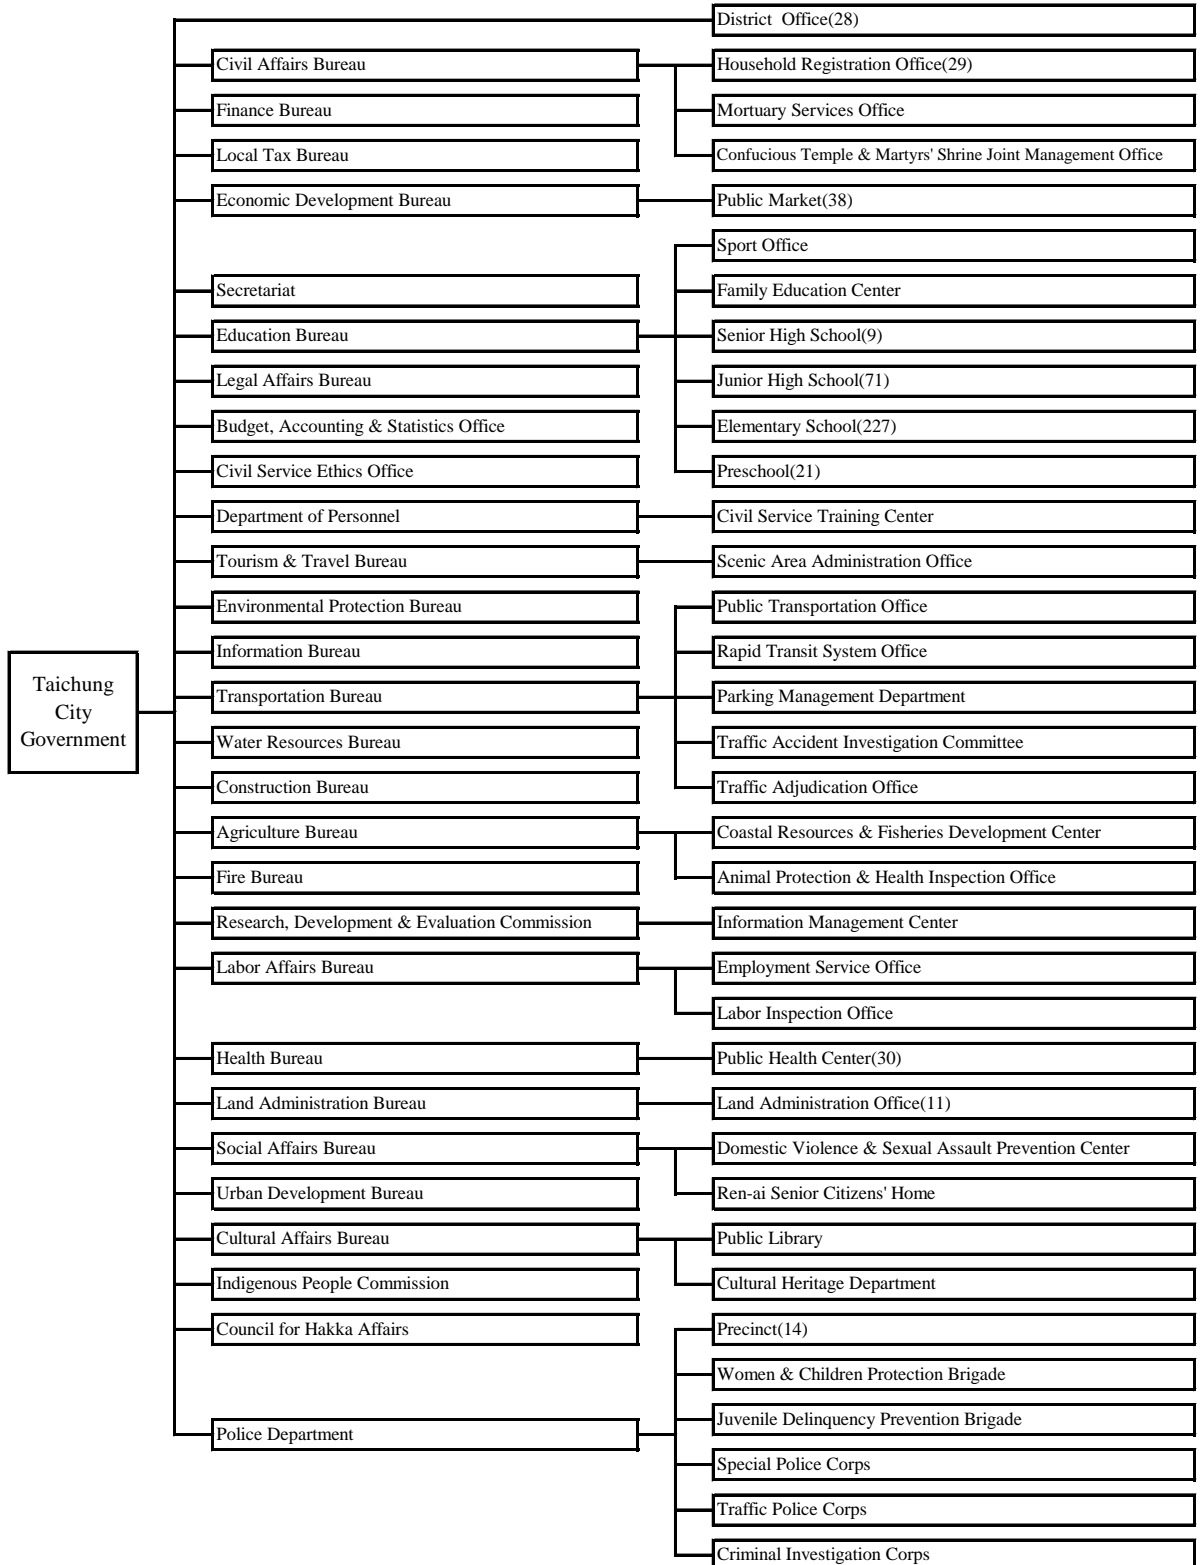 District Office(28)
Civil Affairs Bureau
Household Registration Office(29)
Finance Bureau
Mortuary Services Office
Local Tax Bureau
Confucious Temple & Martyrs' Shrine Joint Management Office
Economic Development Bureau
Public Market(38)
Sport Office
Secretariat
Family Education Center
Education Bureau
Senior High School(9)
Legal Affairs Bureau
Junior High School(71)
Budget, Accounting & Statistics Office
Elementary School(227)
Civil Service Ethics Office
Preschool(21)
Department of Personnel
Civil Service Training Center
Tourism & Travel Bureau
Scenic Area Administration Office
Environmental Protection Bureau
Public Transportation Office
Information Bureau
Rapid Transit System Office
Taichung
City
Government
Transportation Bureau
Parking Management Department
Water Resources Bureau
Traffic Accident Investigation Committee
Construction Bureau
Traffic Adjudication Office
Agriculture Bureau
Coastal Resources & Fisheries Development Center
Fire Bureau
Animal Protection & Health Inspection Office
Research, Development & Evaluation Commission
Information Management Center
Labor Affairs Bureau
Employment Service Office
Labor Inspection Office
Health Bureau
Public Health Center(30)
Land Administration Bureau
Land Administration Office(11)
Social Affairs Bureau
Domestic Violence & Sexual Assault Prevention Center
Urban Development Bureau
Ren-ai Senior Citizens' Home
Cultural Affairs Bureau
Public Library
Indigenous People Commission
Cultural Heritage Department
Council for Hakka Affairs
Precinct(14)
Women & Children Protection Brigade
Juvenile Delinquency Prevention Brigade
Police Department
Special Police Corps
Traffic Police Corps
Criminal Investigation Corps